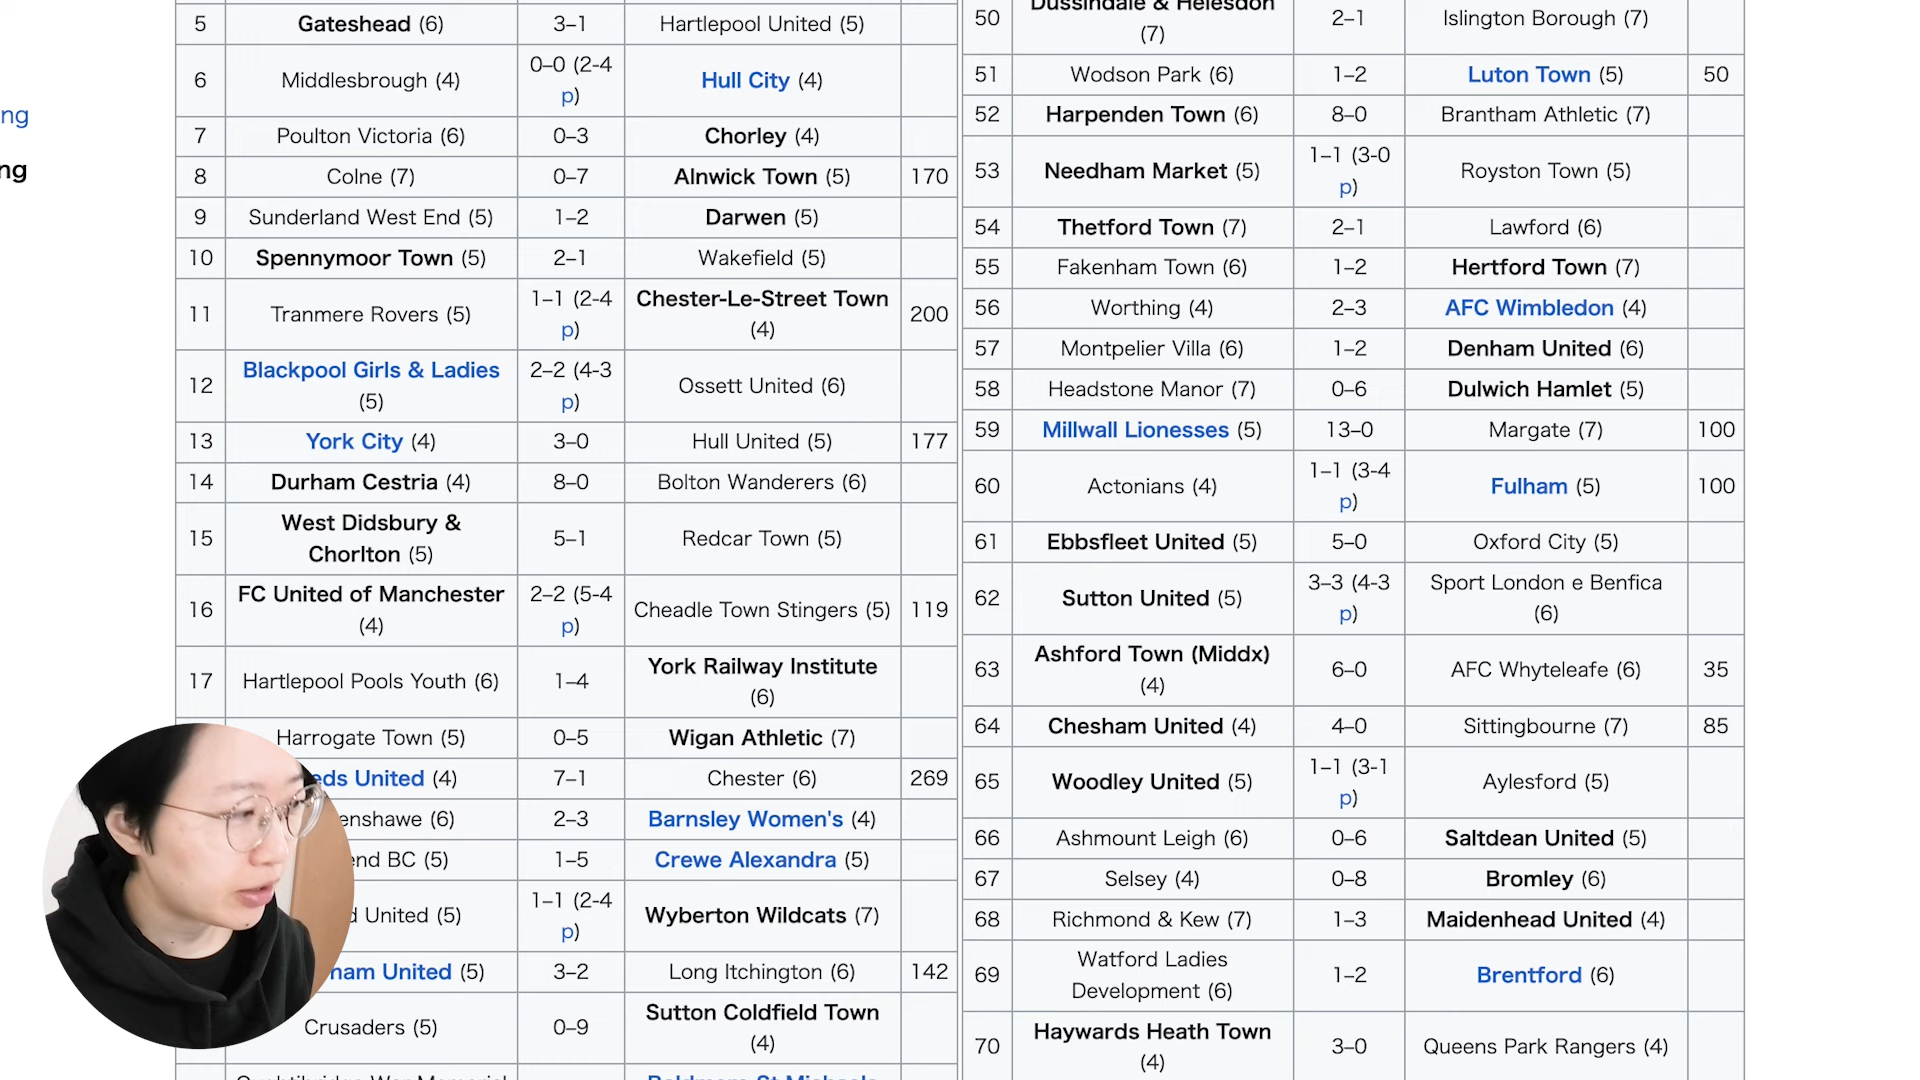 ng
ng
5 Gateshead (6) 3–1 Hartlepool United (5)
6 Middlesbrough (4) 0–0 (2-4 p) Hull City (4)
7 Poulton Victoria (6) 0–3 Chorley (4)
8 Colne (7) 0–7 Alnwick Town (5) 170
9 Sunderland West End (5) 1–2 Darwen (5)
10 Spennymoor Town (5) 2–1 Wakefield (5)
11 Tranmere Rovers (5) 1–1 (2-4 p) Chester-Le-Street Town (4) 200
12 Blackpool Girls & Ladies (5) 2–2 (4-3 p) Ossett United (6)
13 York City (4) 3–0 Hull United (5) 177
14 Durham Cestria (4) 8–0 Bolton Wanderers (6)
15 West Didsbury & Chorlton (5) 5–1 Redcar Town (5)
16 FC United of Manchester (4) 2–2 (5-4 p) Cheadle Town Stingers (5) 119
17 Hartlepool Pools Youth (6) 1–4 York Railway Institute (6)
Harrogate Town (5) 0–5 Wigan Athletic (7)
eds United (4) 7–1 Chester (6) 269
enshawe (6) 2–3 Barnsley Women's (4)
end BC (5) 1–5 Crewe Alexandra (5)
d United (5) 1–1 (2-4 p) Wyberton Wildcats (7)
ham United (5) 3–2 Long Itchington (6) 142
Crusaders (5) 0–9 Sutton Coldfield Town (4)
50 Dussindale & Hellesdon (7) 2–1 Islington Borough (7)
51 Wodson Park (6) 1–2 Luton Town (5) 50
52 Harpenden Town (6) 8–0 Brantham Athletic (7)
53 Needham Market (5) 1–1 (3-0 p) Royston Town (5)
54 Thetford Town (7) 2–1 Lawford (6)
55 Fakenham Town (6) 1–2 Hertford Town (7)
56 Worthing (4) 2–3 AFC Wimbledon (4)
57 Montpelier Villa (6) 1–2 Denham United (6)
58 Headstone Manor (7) 0–6 Dulwich Hamlet (5)
59 Millwall Lionesses (5) 13–0 Margate (7) 100
60 Actonians (4) 1–1 (3-4 p) Fulham (5) 100
61 Ebbsfleet United (5) 5–0 Oxford City (5)
62 Sutton United (5) 3–3 (4-3 p) Sport London e Benfica (6)
63 Ashford Town (Middx) (4) 6–0 AFC Whyteleafe (6) 35
64 Chesham United (4) 4–0 Sittingbourne (7) 85
65 Woodley United (5) 1–1 (3-1 p) Aylesford (5)
66 Ashmount Leigh (6) 0–6 Saltdean United (5)
67 Selsey (4) 0–8 Bromley (6)
68 Richmond & Kew (7) 1–3 Maidenhead United (4)
69 Watford Ladies Development (6) 1–2 Brentford (6)
70 Haywards Heath Town (4) 3–0 Queens Park Rangers (4)